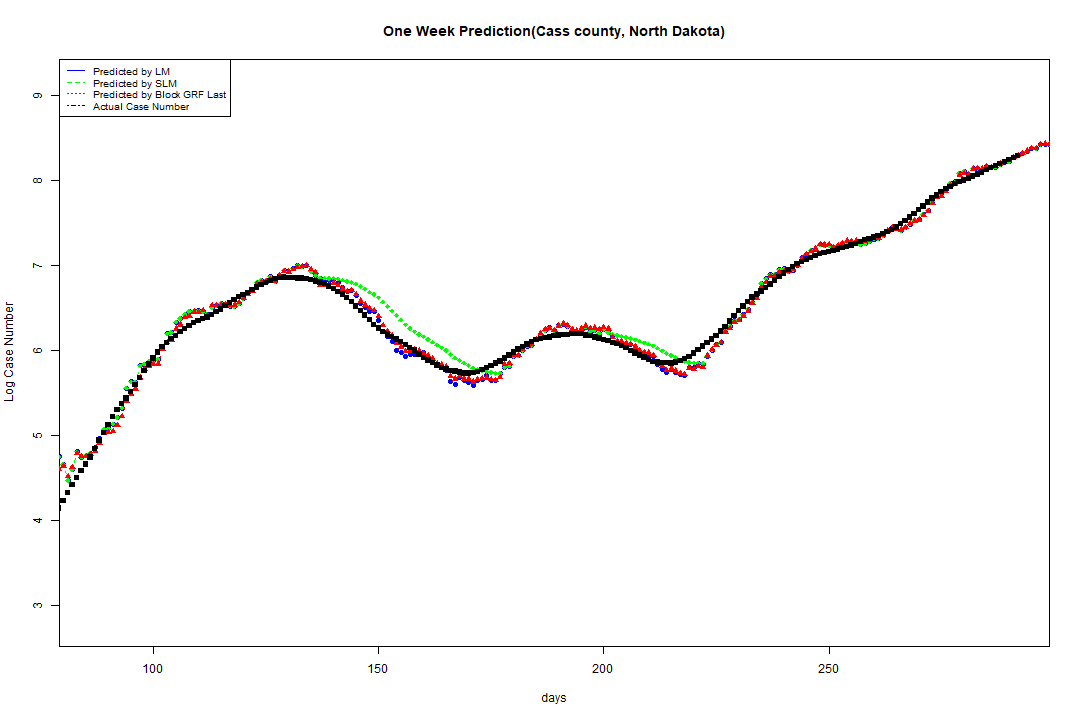 One Week Prediction(Cass county, North Dakota)
Predicted by LM
Predicted by SLM
Predicted by Block GRF Last
Actual Case Number
9
8
7
6
5
4
3
Log Case Number
100 150 200 250
days